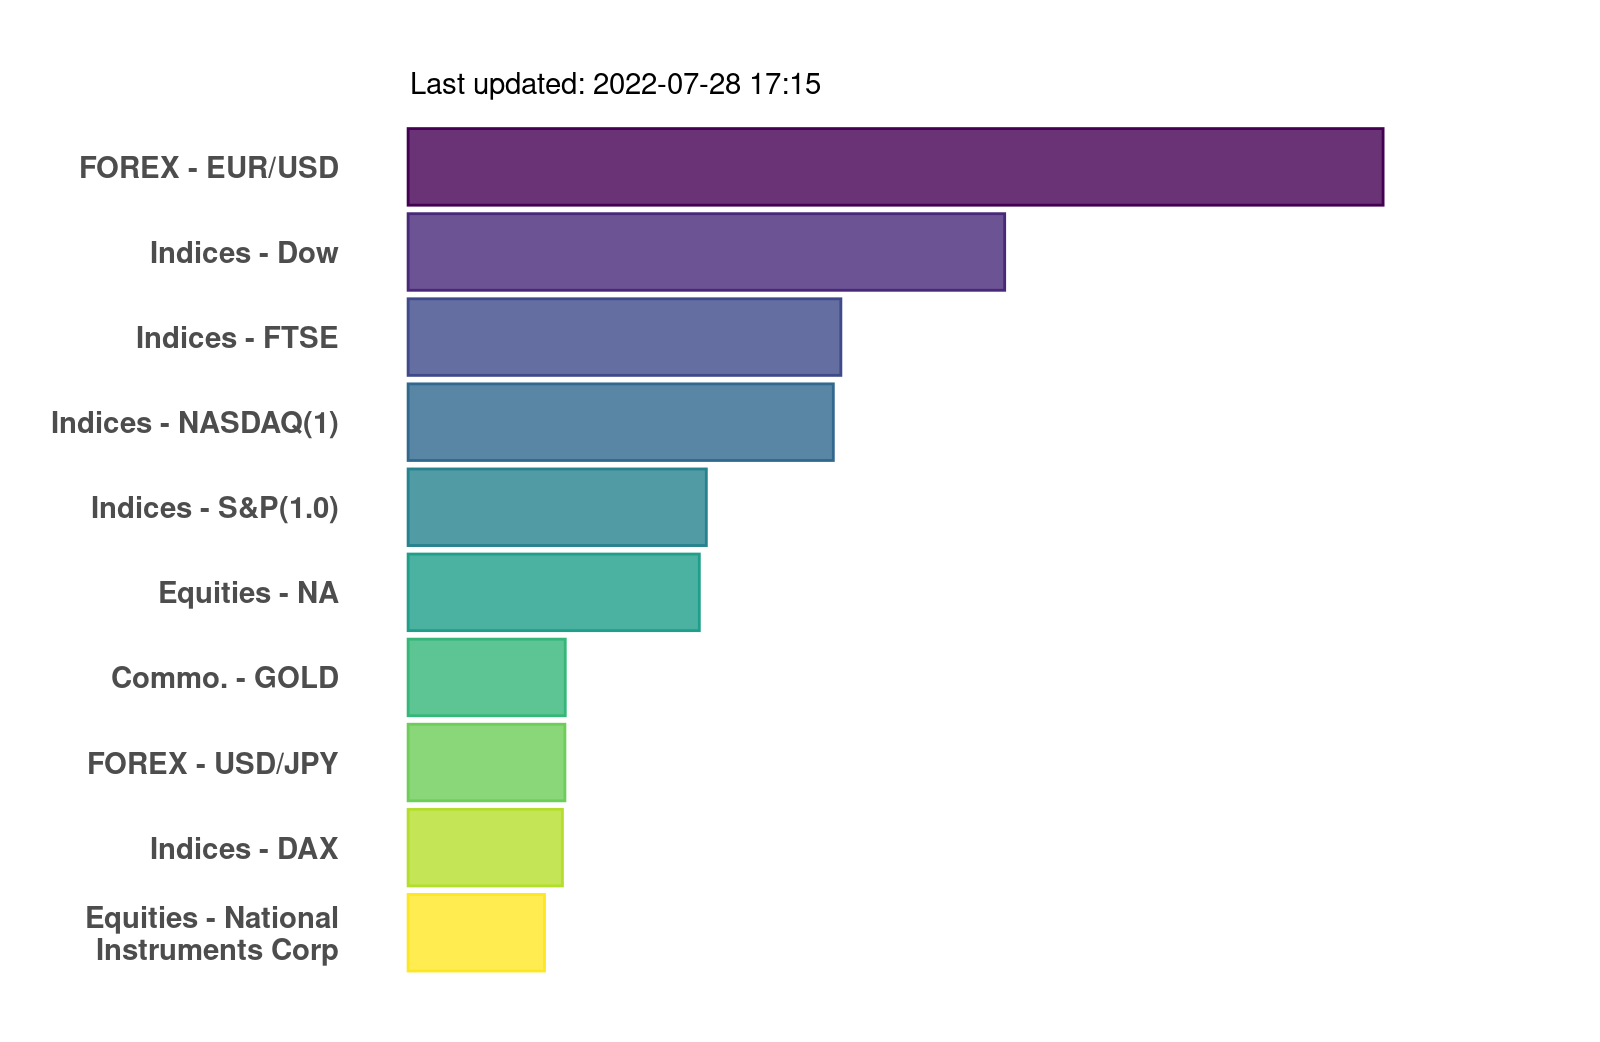 Last updated: 2022-07-28 17:15
FOREX - EUR/USD
Indices - Dow
Indices - FTSE
Indices - NASDAQ(1)
Indices - S&P(1.0)
Equities - NA
Commo. - GOLD
FOREX - USD/JPY
Indices - DAX
Equities - National
Instruments Corp